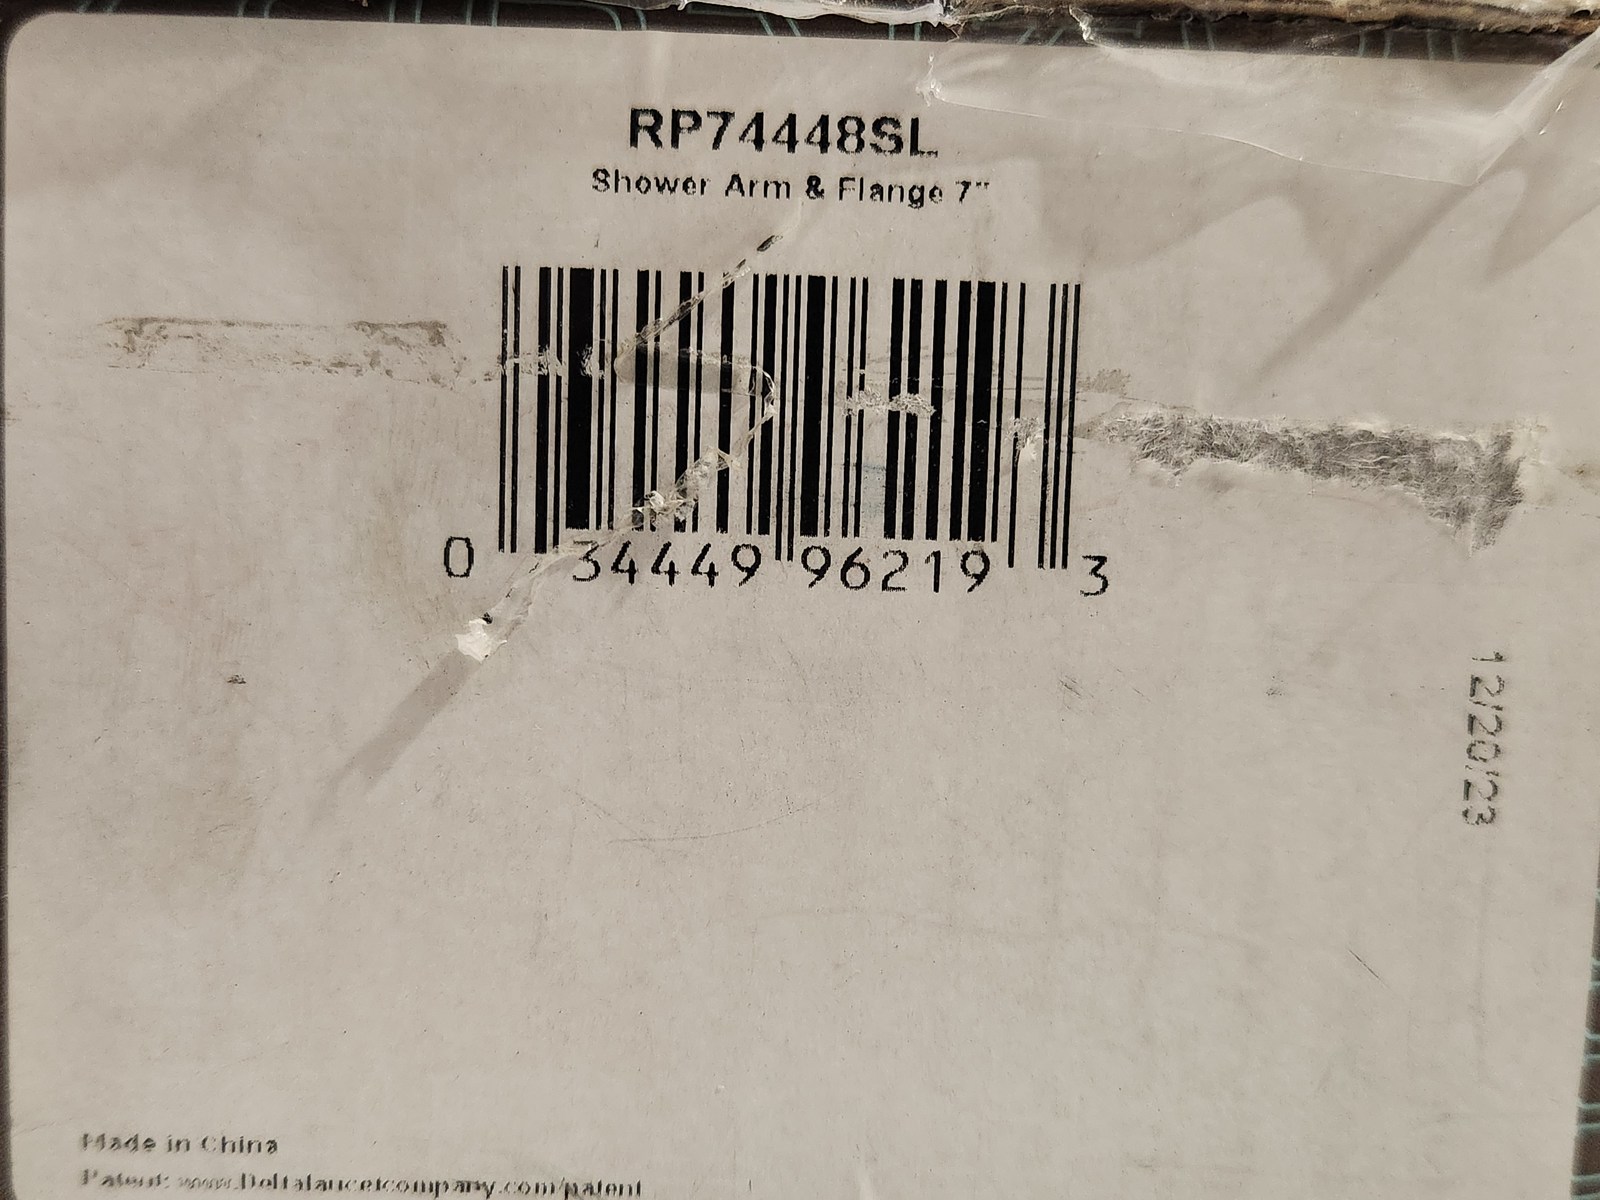 RP74448SL
Shower Arm & Flange 7"
0 34449 96219 3
12/20/23
Made in China
Patent: www.Deltafaucetcompany.com/patent